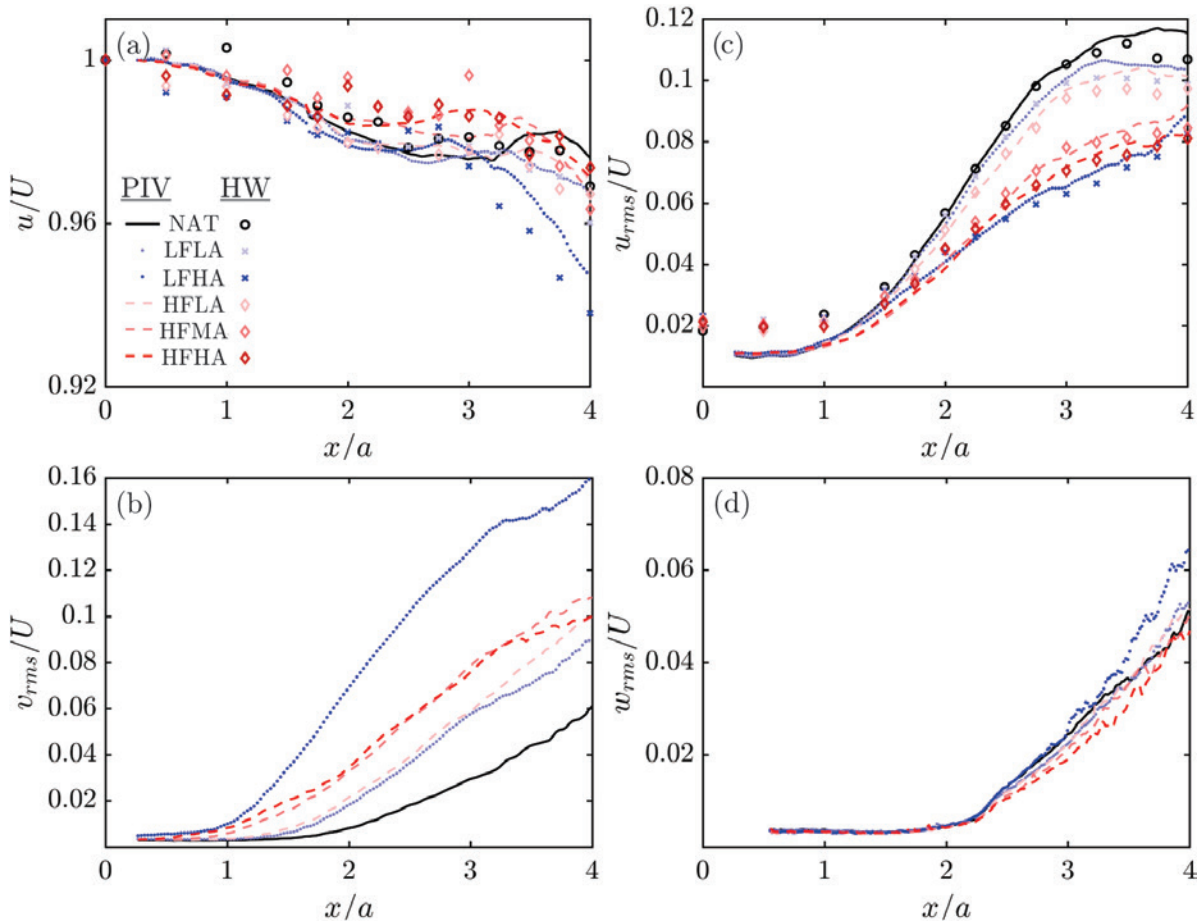 (a)
1
0.96
0.92
u/U
PIV HW
NAT
LFLA
LFHA
HFLA
HFMA
HFHA
0 1 2 3 4
x/a
(c)
0.12
0.1
0.08
0.06
0.04
0.02
u_rms/U
0 1 2 3 4
x/a
(b)
0.16
0.14
0.12
0.1
0.08
0.06
0.04
0.02
v_rms/U
0 1 2 3 4
x/a
(d)
0.08
0.06
0.04
0.02
w_rms/U
0 1 2 3 4
x/a